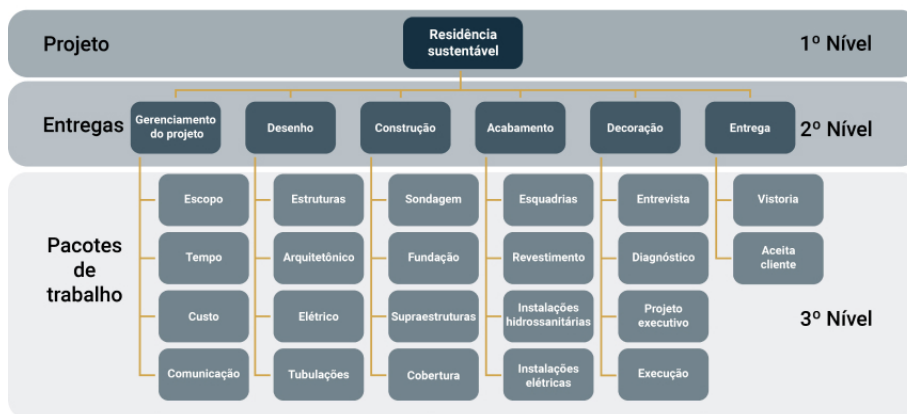 Projeto
Residência
sustentável
1º Nível
Entregas
Gerenciamento
do projeto
Desenho
Construção
Acabamento
Decoração
Entrega
2º Nível
Pacotes
de
trabalho
Escopo
Tempo
Custo
Comunicação
Estruturas
Arquitetônico
Elétrico
Tubulações
Sondagem
Fundação
Supraestruturas
Cobertura
Esquadrias
Revestimento
Instalações
hidrossanitárias
Instalações
elétricas
Entrevista
Diagnóstico
Projeto
executivo
Execução
Vistoria
Aceita
cliente
3º Nível